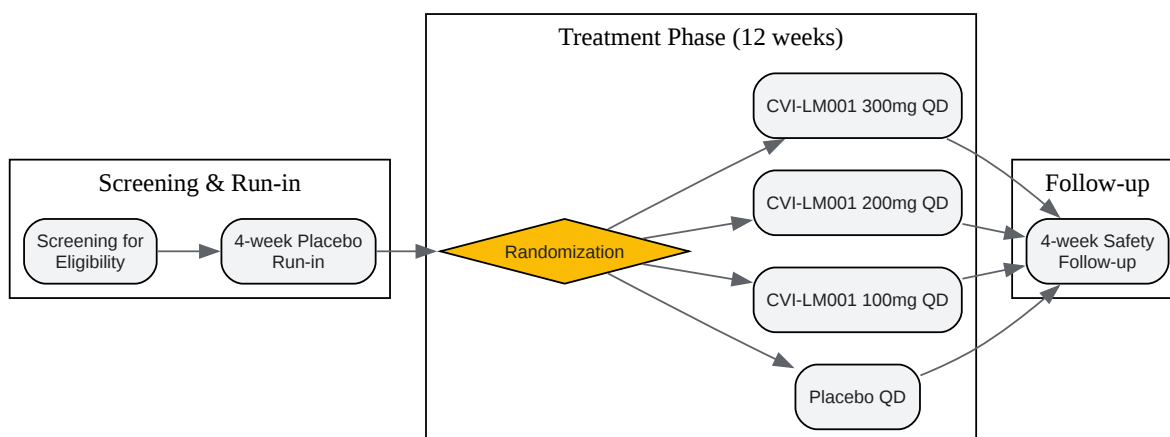 Screening & Run-in
Screening for
Eligibility
4-week Placebo
Run-in
Treatment Phase (12 weeks)
Randomization
CVI-LM001 300mg QD
CVI-LM001 200mg QD
CVI-LM001 100mg QD
Placebo QD
Follow-up
4-week Safety
Follow-up